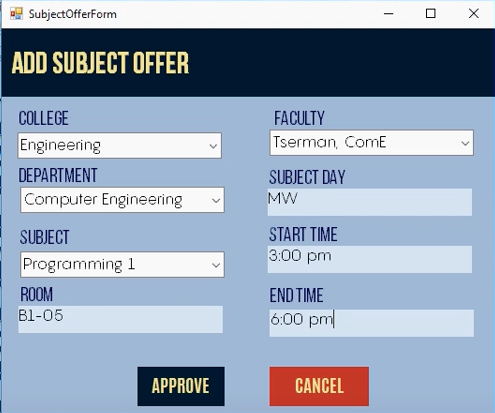 SubjectOfferForm
ADD SUBJECT OFFER
COLLEGE
Engineering
DEPARTMENT
Computer Engineering
SUBJECT
Programming 1
ROOM
B1-05
FACULTY
Tserman, ComE
SUBJECT DAY
MW
START TIME
3:00 pm
END TIME
6:00 pm
APPROVE
CANCEL